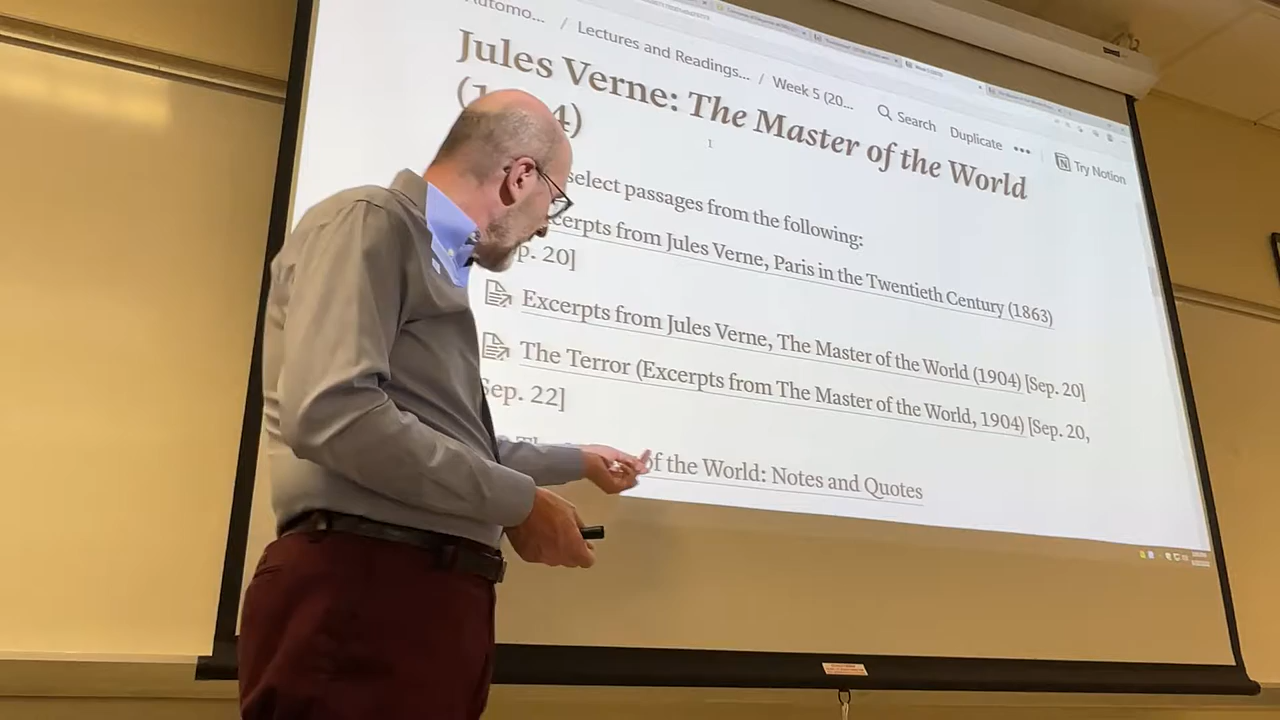 Automo... / Lectures and Readings... / Week 5 (20... Search Duplicate ••• Try Notion
Jules Verne: The Master of the World
4)
select passages from the following:
cerpts from Jules Verne, Paris in the Twentieth Century (1863)
p. 20]
Excerpts from Jules Verne, The Master of the World (1904) [Sep. 20]
The Terror (Excerpts from The Master of the World, 1904) [Sep. 20,
Sep. 22]
of the World: Notes and Quotes